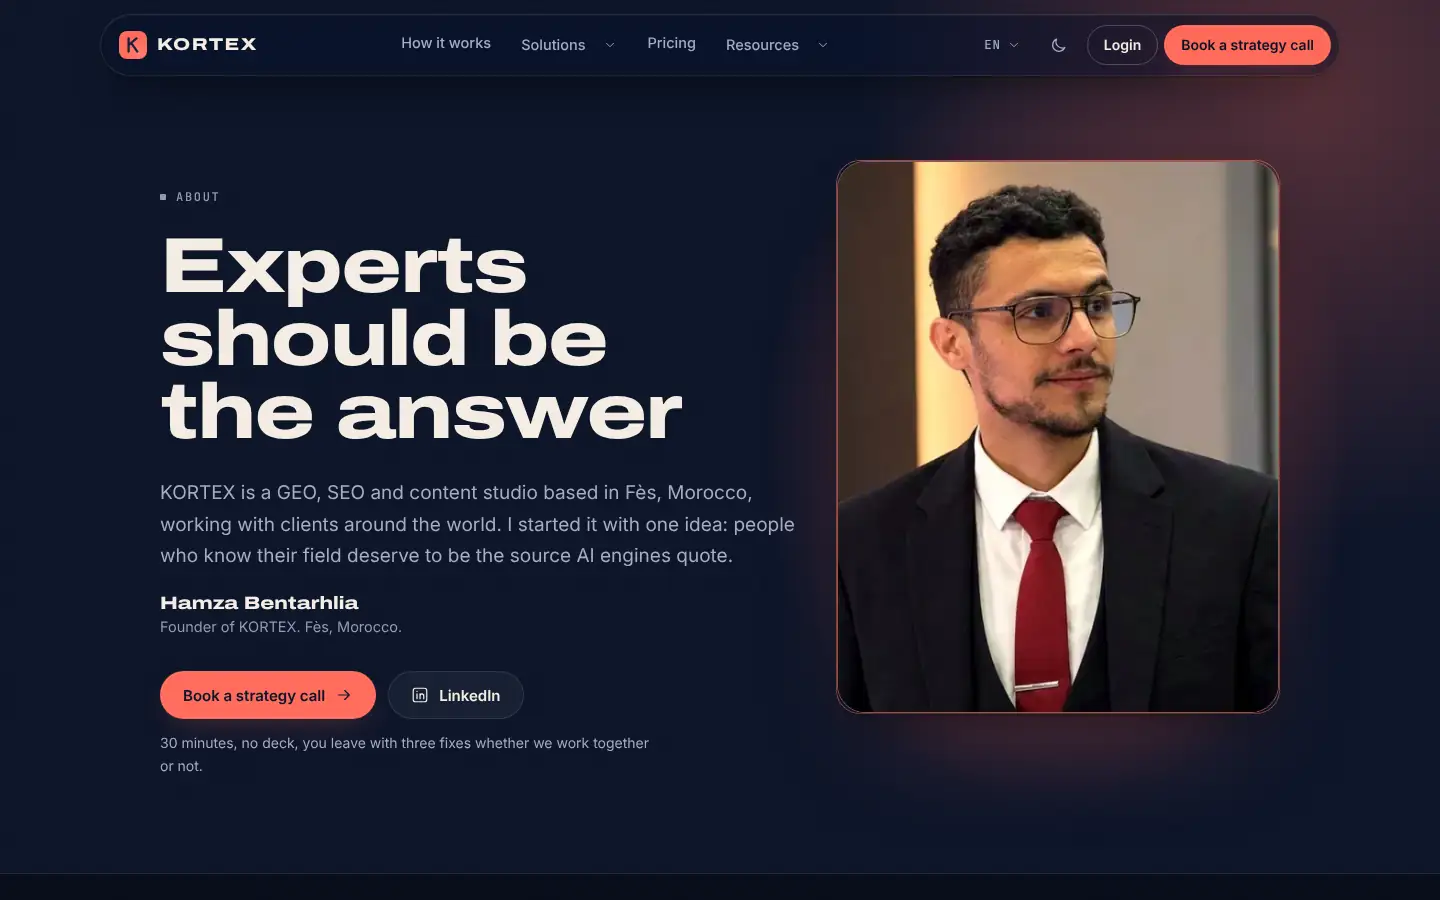 KORTEX
How it works
Solutions
Pricing
Resources
EN
Login
Book a strategy call
ABOUT
Experts
should be
the answer
KORTEX is a GEO, SEO and content studio based in Fès, Morocco,
working with clients around the world. I started it with one idea: people
who know their field deserve to be the source AI engines quote.
Hamza Bentarhlia
Founder of KORTEX. Fès, Morocco.
Book a strategy call
LinkedIn
30 minutes, no deck, you leave with three fixes whether we work together
or not.